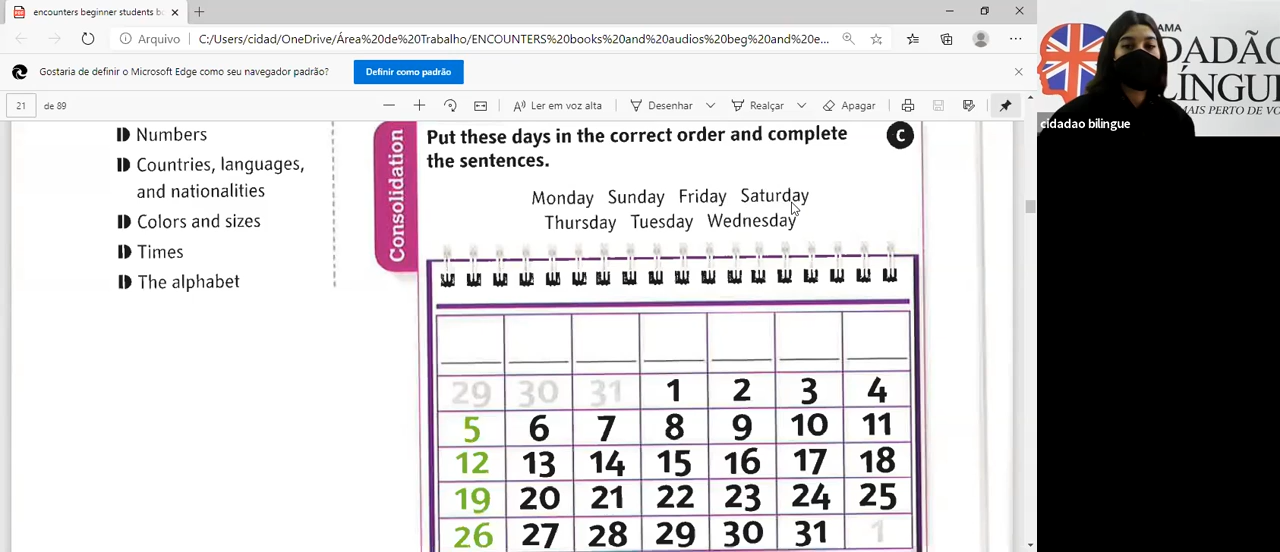 encounters beginner students bo
Arquivo C:/Users/cidad/OneDrive/Área%20de%20Trabalho/ENCOUNTERS%20books%20and%20audios%20beg%20and%20e...
Gostaria de definir o Microsoft Edge como seu navegador padrão? Definir como padrão
21 de 89 Ler em voz alta Desenhar Realçar Apagar
Numbers
Countries, languages,
and nationalities
Colors and sizes
Times
The alphabet
Consolidation
Put these days in the correct order and complete
the sentences.
C
Monday Sunday Friday Saturday
Thursday Tuesday Wednesday
29 30 31 1 2 3 4
5 6 7 8 9 10 11
12 13 14 15 16 17 18
19 20 21 22 23 24 25
26 27 28 29 30 31 1
cidadao bilingue